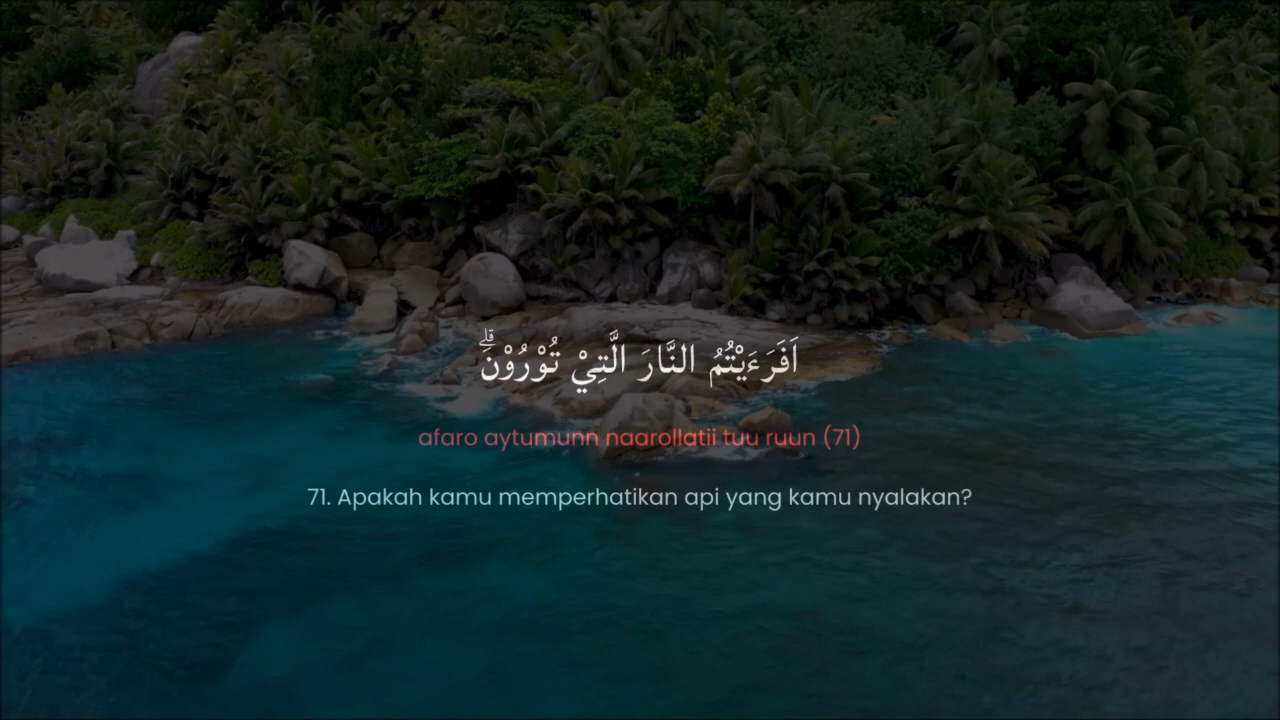 اَفَرَءَيْتُمُ النَّارَ الَّتِيْ تُوْرُوْنَۗ
afaro aytumunn naarollatii tuu ruun (71)
71. Apakah kamu memperhatikan api yang kamu nyalakan?